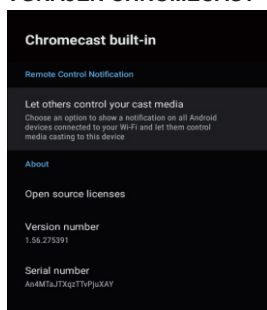 Chromecast built-in
Remote Control Notification
Let others control your cast media
Choose an option to show a notification on all Android
devices connected to your Wi-Fi and let them control
media casting to this device
About
Open source licenses
Version number
1.56.275391
Serial number
An4MTaJTXqzTTvPjuXAY